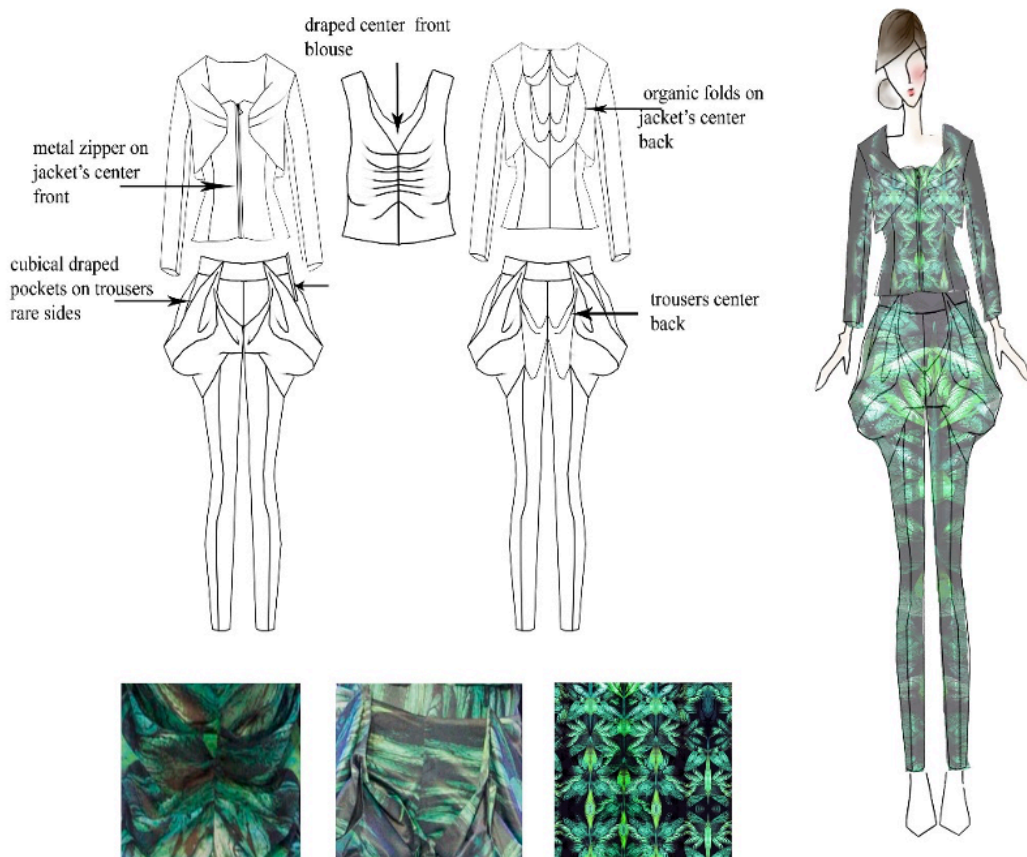 draped center front
blouse
organic folds on
jacket's center
back
metal zipper on
jacket's center
front
cubical draped
pockets on trousers
rare sides
trousers center
back